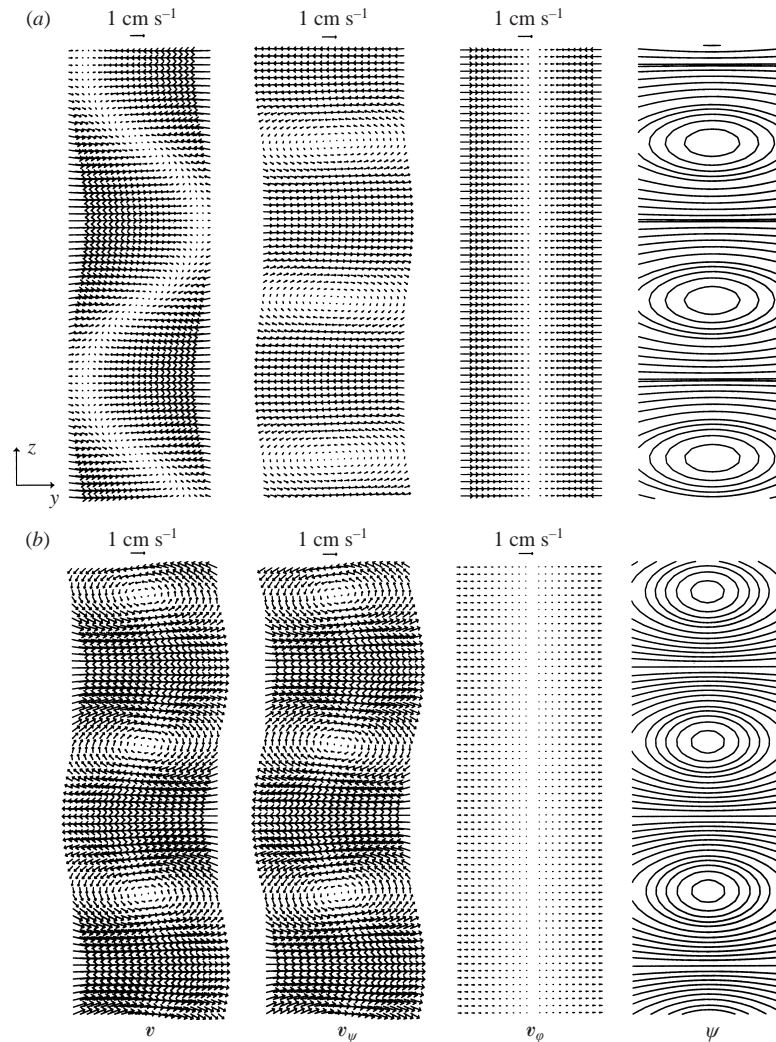 (a) 1 cm s⁻¹ 1 cm s⁻¹ 1 cm s⁻¹
z
y
(b) 1 cm s⁻¹ 1 cm s⁻¹ 1 cm s⁻¹
v v_ψ v_φ ψ